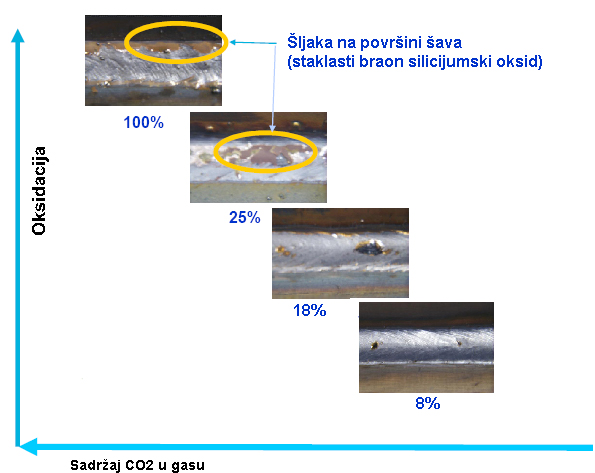 Šljaka na površini šava
(staklasti braon silicijumski oksid)
100%
25%
18%
8%
Oksidacija
Sadržaj CO2 u gasu